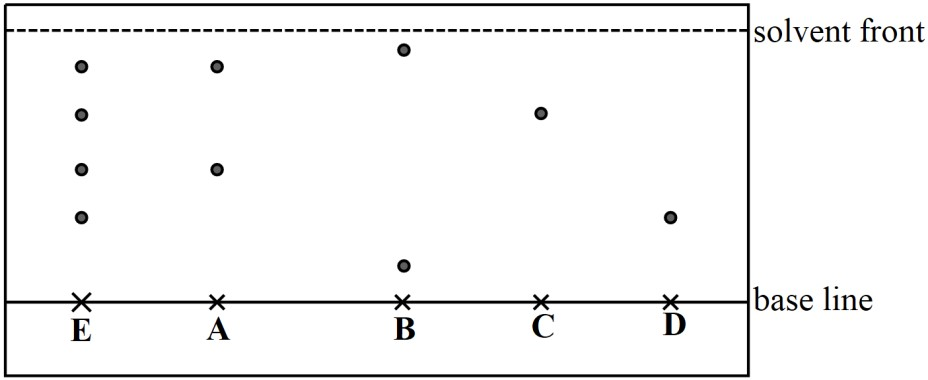 solvent front
base line
E A B C D